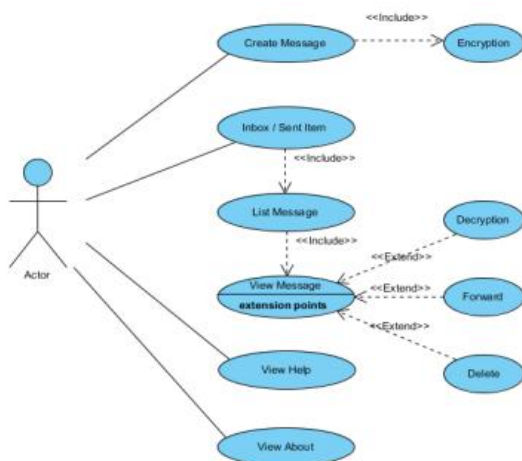 <<Include>>
Create Message
Encryption
Inbox / Sent Item
<<Include>>
List Message
Decryption
<<Include>>
<<Extend>>
View Message
<<Extend>>
Forward
extension points
<<Extend>>
Actor
View Help
Delete
View About